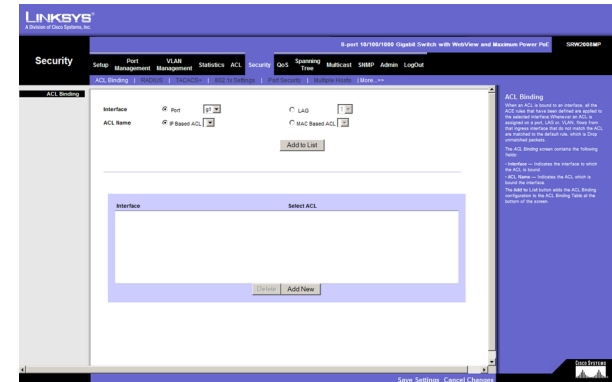 LINKSYS®
A Division of Cisco Systems, Inc.
8-port 10/100/1000 Gigabit Switch with WebView and Maximum Power PoE SRW2008MP
Security
Setup Port Management VLAN Management Statistics ACL Security QoS Spanning Tree Multicast SNMP Admin LogOut
ACL Binding | RADIUS | TACACS+ | 802.1x Settings | Port Security | Multiple Hosts | More...>>
ACL Binding
Interface Port g1 LAG 1
ACL Name IP Based ACL MAC Based ACL
Add to List
Interface Select ACL
Delete Add New
ACL Binding
When an ACL is bound to an interface, all the
ACE rules that have been defined are applied to
the selected interface.Whenever an ACL is
assigned on a port, LAG or, VLAN, flows from
that ingress interface that do not match the ACL
are matched to the default rule, which is Drop
unmatched packets.
The ACL Binding screen contains the following
fields:
- Interface — Indicates the interface to which
the ACL is bound.
- ACL Name — Indicates the ACL which is
bound the interface.
The Add to List button adds the ACL Binding
configuration to the ACL Binding Table at the
bottom of the screen.
Save Settings Cancel Changes
CISCO SYSTEMS